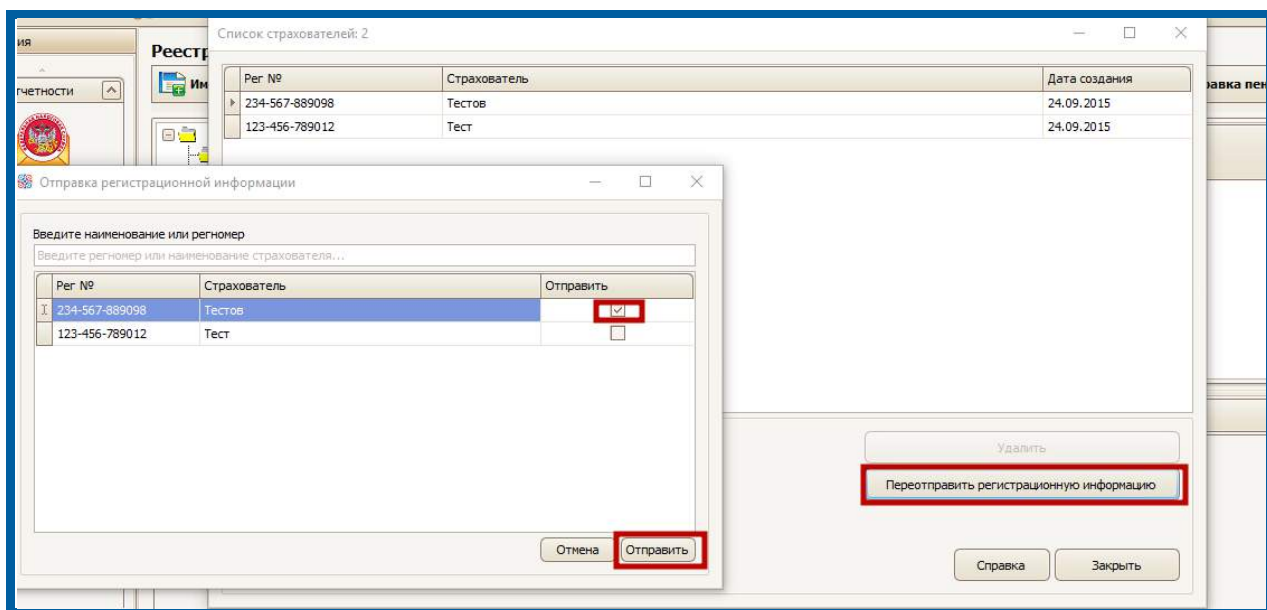 ия
Список страхователей: 2
Реестр
Рег № Страхователь Дата создания
четности
Им
равка пен
234-567-889098 Тестов 24.09.2015
123-456-789012 Тест 24.09.2015
Отправка регистрационной информации
Введите наименование или регномер
Введите регномер или наименование страхователя...
Рег № Страхователь Отправить
234-567-889098 Тестов
123-456-789012 Тест
Удалить
Переотправить регистрационную информацию
Отмена Отправить
Справка Закрыть